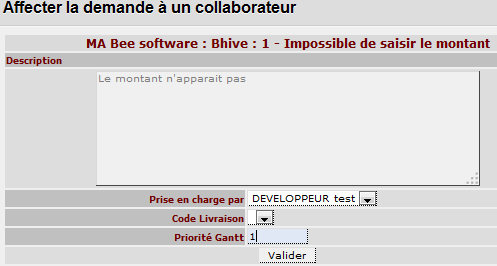 Affecter la demande à un collaborateur
MA Bee software : Bhive : 1 - Impossible de saisir le montant
Description
Le montant n'apparait pas
Prise en charge par DEVELOPPEUR test
Code Livraison
Priorité Gantt 1
Valider